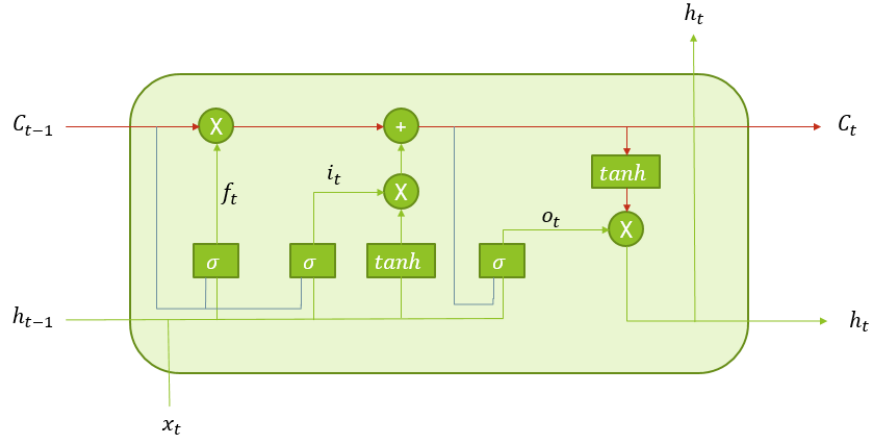 h_t
C_{t-1}
X
+
C_t
tanh
i_t
X
f_t
o_t
X
σ
σ
tanh
σ
h_{t-1}
h_t
x_t